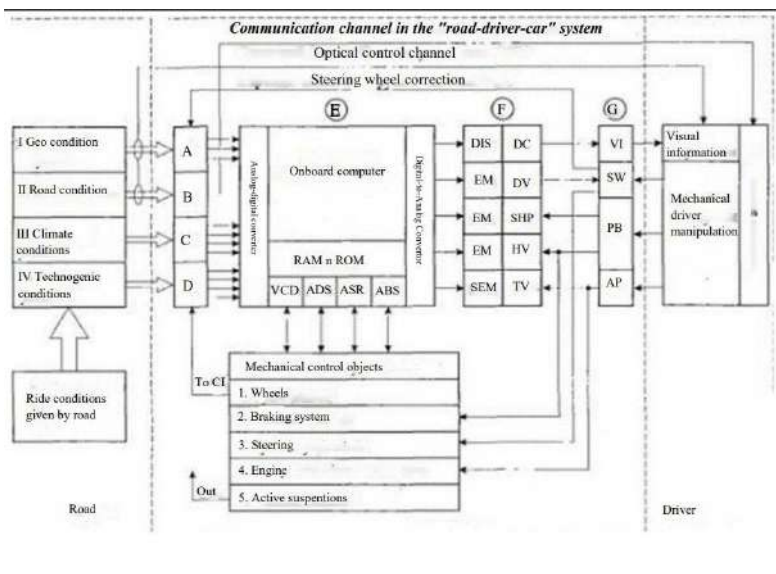 Communication channel in the "road-driver-car" system
Optical control channel
Steering wheel correction
E
F
G
I Geo condition
II Road condition
III Climate
conditions
IV Technogenic
conditions
A
B
C
D
Analog-digital converter
Onboard computer
RAM n ROM
VCD
ADS
ASR
ABS
Digital-to-Analog Convertor
DIS
DC
EM
DV
EM
SHP
EM
HV
SEM
TV
VI
SW
PB
AP
Visual
information
Mechanical
driver
manipulation
Ride conditions
given by road
To CI
Mechanical control objects
1. Wheels
2. Braking system
3. Steering
4. Engine
5. Active suspentions
Out
Road
Driver